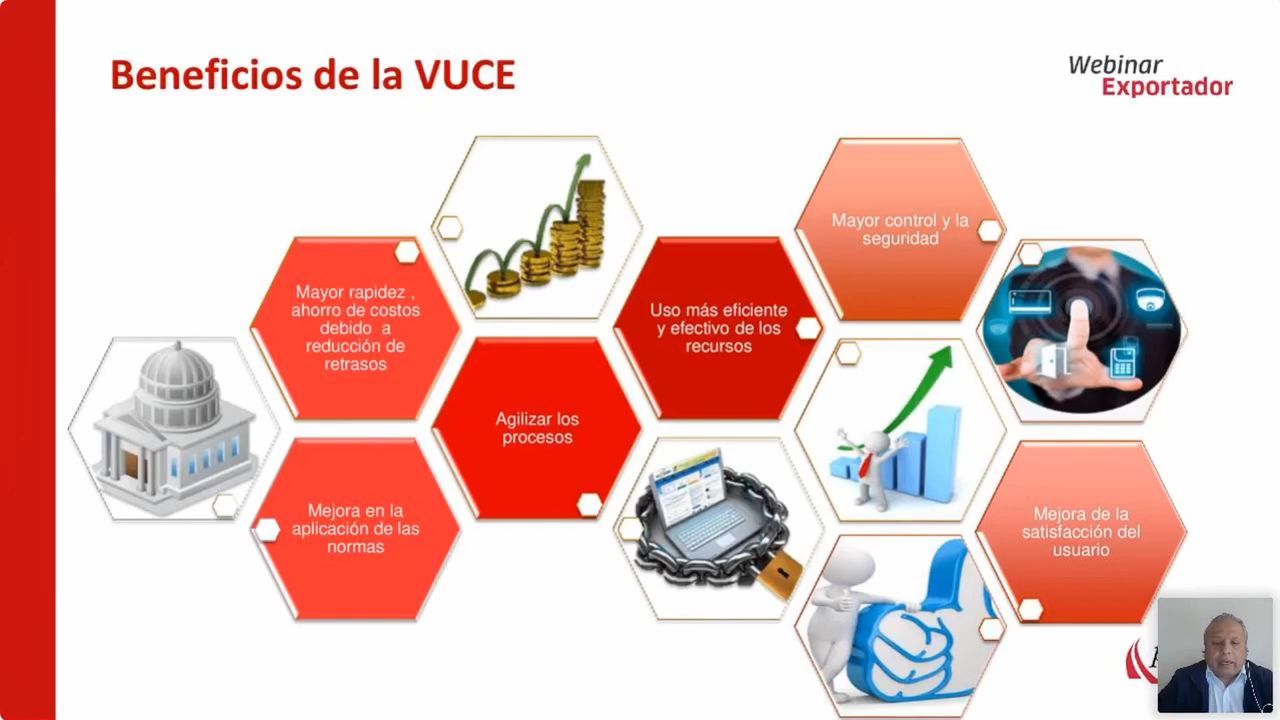 Beneficios de la VUCE
Webinar
Exportador
Mayor control y la
seguridad
Mayor rapidez ,
ahorro de costos
debido a
reducción de
retrasos
Uso más eficiente
y efectivo de los
recursos
Agilizar los
procesos
Mejora en la
aplicación de las
normas
Mejora de la
satisfacción del
usuario